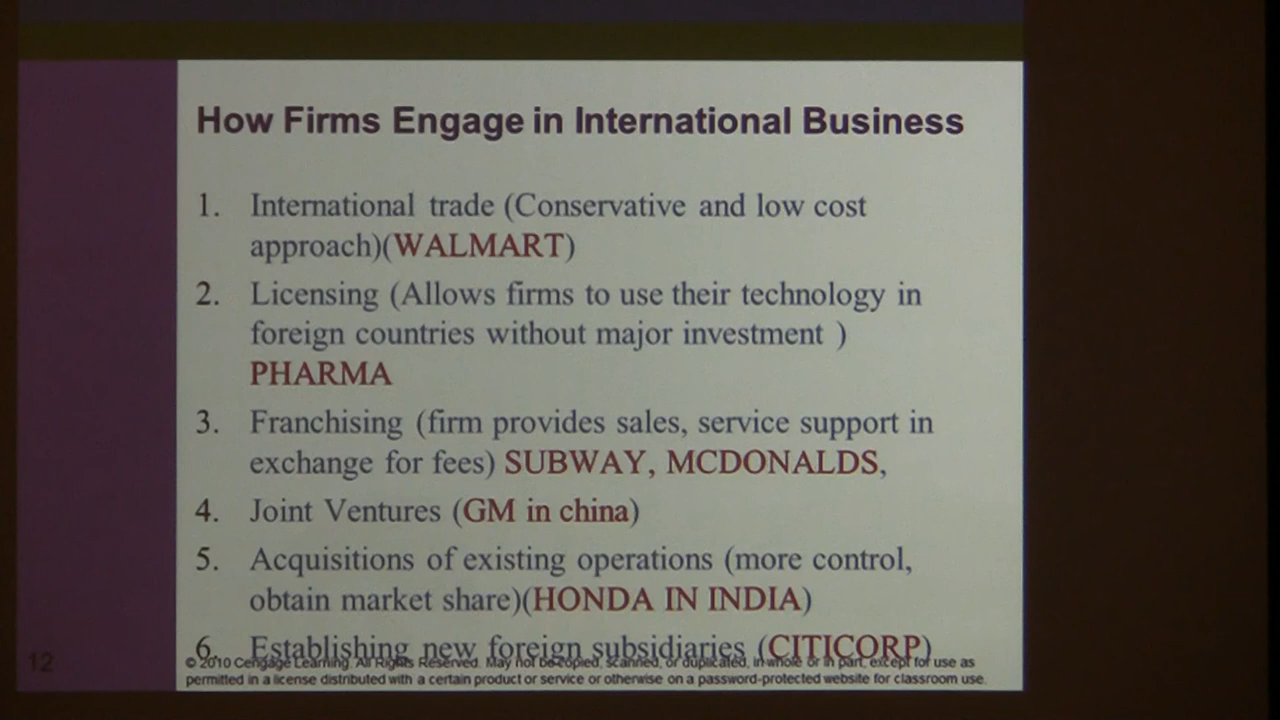 How Firms Engage in International Business
1. International trade (Conservative and low cost
approach)(WALMART)
2. Licensing (Allows firms to use their technology in
foreign countries without major investment )
PHARMA
3. Franchising (firm provides sales, service support in
exchange for fees) SUBWAY, MCDONALDS,
4. Joint Ventures (GM in china)
5. Acquisitions of existing operations (more control,
obtain market share)(HONDA IN INDIA)
6. Establishing new foreign subsidiaries (CITICORP)
12
© 2010 Cengage Learning. All Rights Reserved. May not be copied, scanned, or duplicated, in whole or in part, except for use as
permitted in a license distributed with a certain product or service or otherwise on a password-protected website for classroom use.